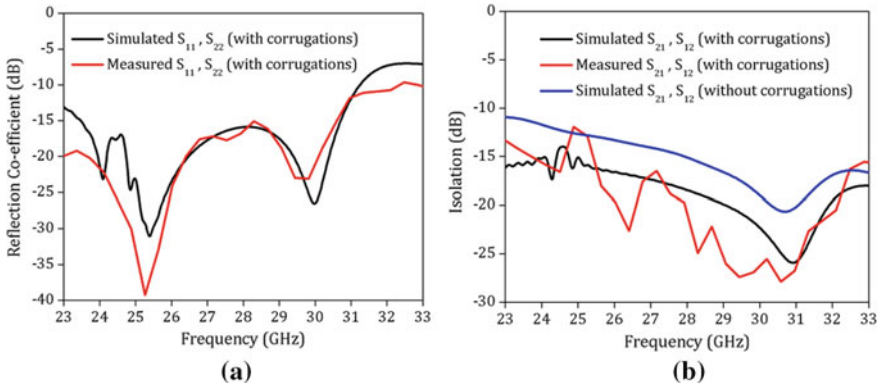 0
-5
-10
-15
-20
-25
-30
-35
-40
Reflection Co-efficient (dB)
Simulated S11 , S22 (with corrugations)
Measured S11 , S22 (with corrugations)
23 24 25 26 27 28 29 30 31 32 33
Frequency (GHz)
(a)
0
-5
-10
-15
-20
-25
-30
Isolation (dB)
Simulated S21 , S12 (with corrugations)
Measured S21 , S12 (with corrugations)
Simulated S21 , S12 (without corrugations)
23 24 25 26 27 28 29 30 31 32 33
Frequency (GHz)
(b)